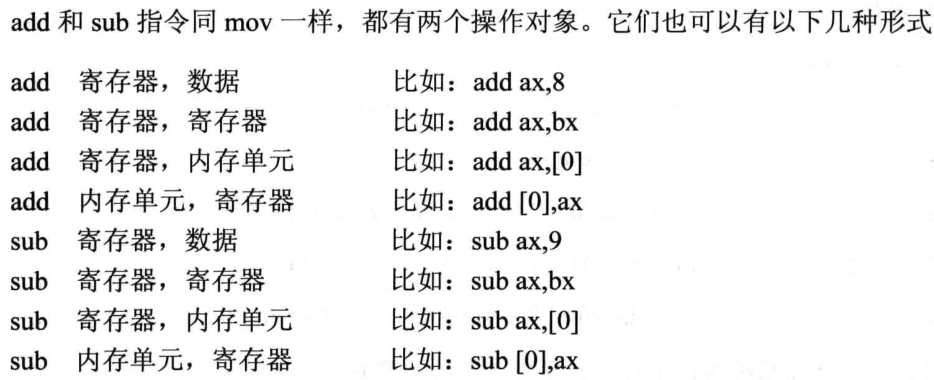 add 和 sub 指令同 mov 一样，都有两个操作对象。它们也可以有以下几种形式
add 寄存器，数据 比如：add ax,8
add 寄存器，寄存器 比如：add ax,bx
add 寄存器，内存单元 比如：add ax,[0]
add 内存单元，寄存器 比如：add [0],ax
sub 寄存器，数据 比如：sub ax,9
sub 寄存器，寄存器 比如：sub ax,bx
sub 寄存器，内存单元 比如：sub ax,[0]
sub 内存单元，寄存器 比如：sub [0],ax